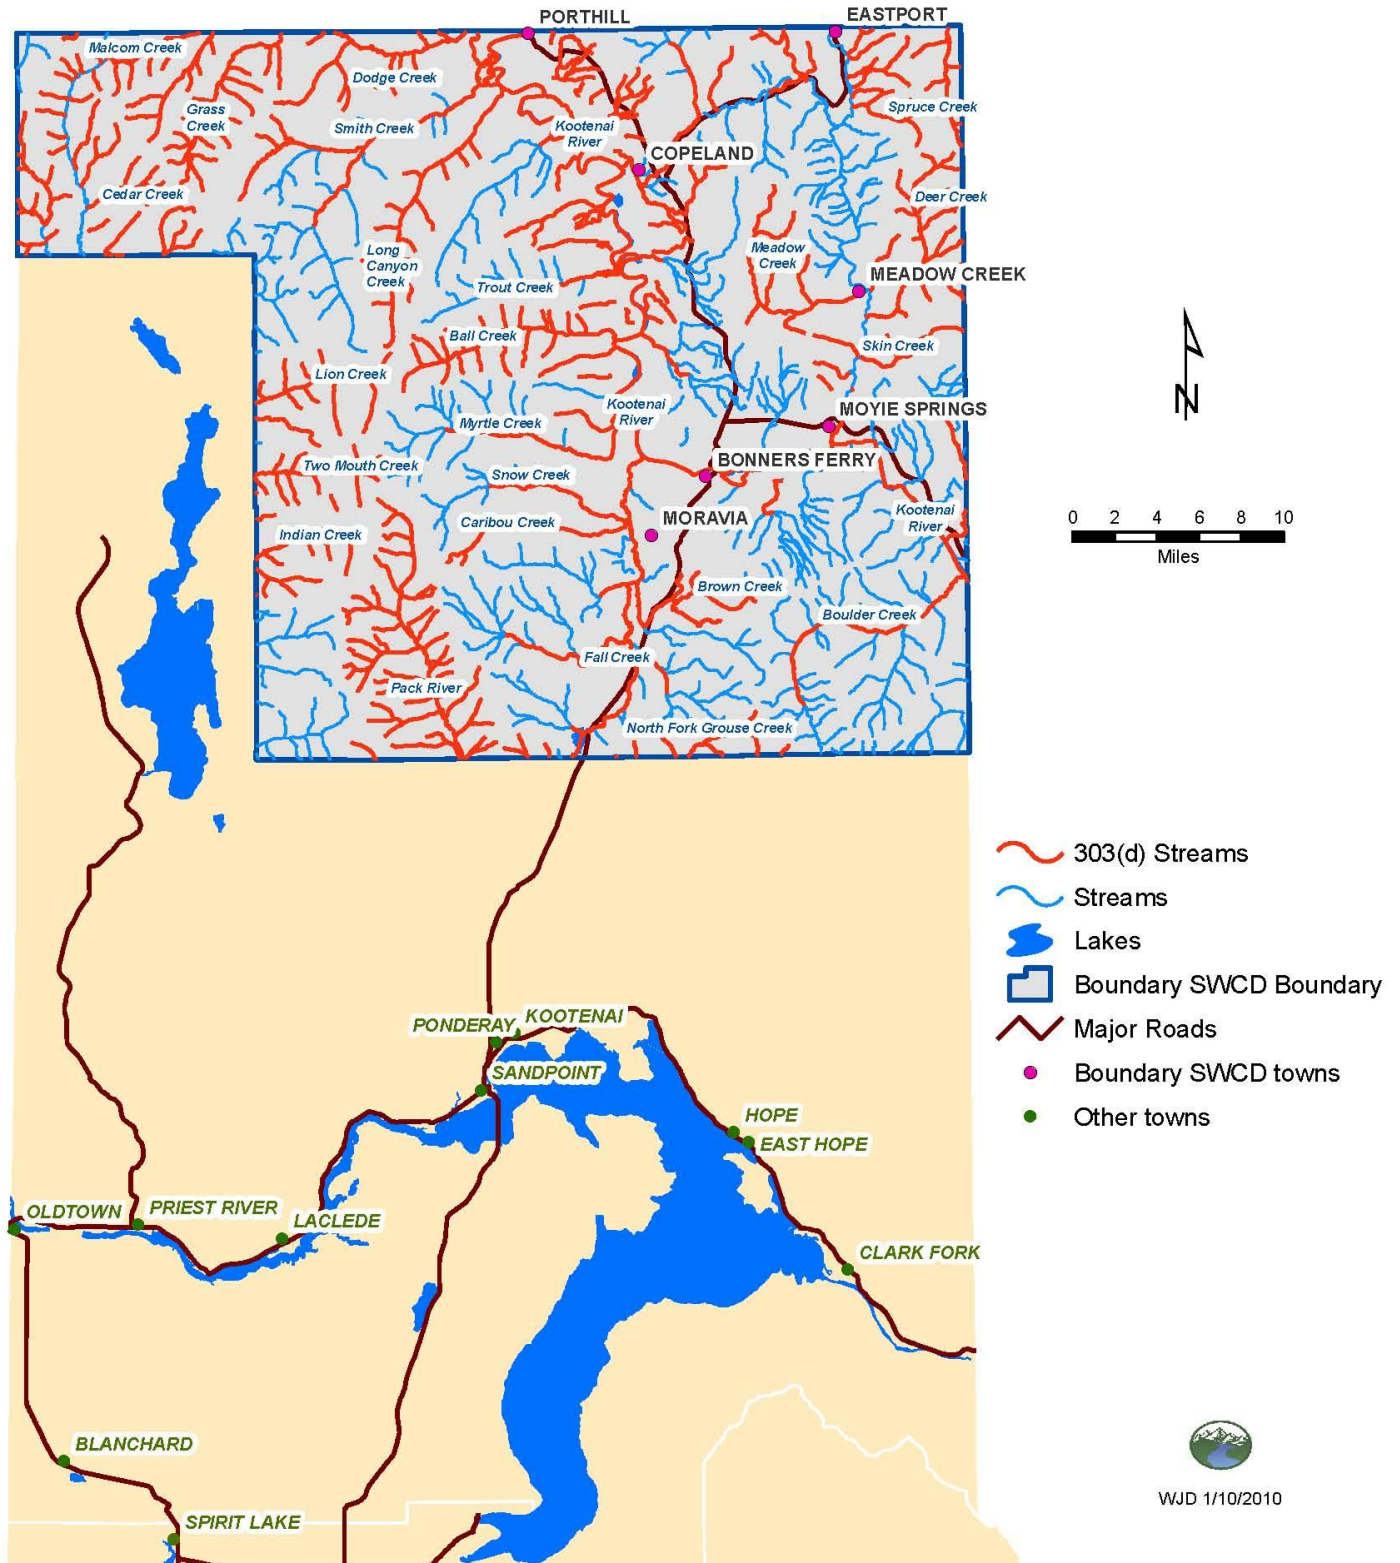 PORTHILL
EASTPORT
Malcom Creek
Dodge Creek
Grass
Creek
Spruce Creek
Smith Creek
Kootenai
River
COPELAND
Cedar Creek
Deer Creek
Long
Canyon
Creek
Meadow
Creek
MEADOW CREEK
Trout Creek
Ball Creek
Skin Creek
Lion Creek
Kootenai
River
MOYIE SPRINGS
Myrtle Creek
BONNERS FERRY
Two Mouth Creek
Snow Creek
Kootenai
River
MORAVIA
Caribou Creek
Indian Creek
Brown Creek
Boulder Creek
Fall Creek
Pack River
North Fork Grouse Creek
N
0 2 4 6 8 10
Miles
303(d) Streams
Streams
Lakes
Boundary SWCD Boundary
Major Roads
Boundary SWCD towns
Other towns
PONDERAY
KOOTENAI
SANDPOINT
HOPE
EAST HOPE
OLDTOWN
PRIEST RIVER
LACLEDE
CLARK FORK
BLANCHARD
SPIRIT LAKE
WJD 1/10/2010